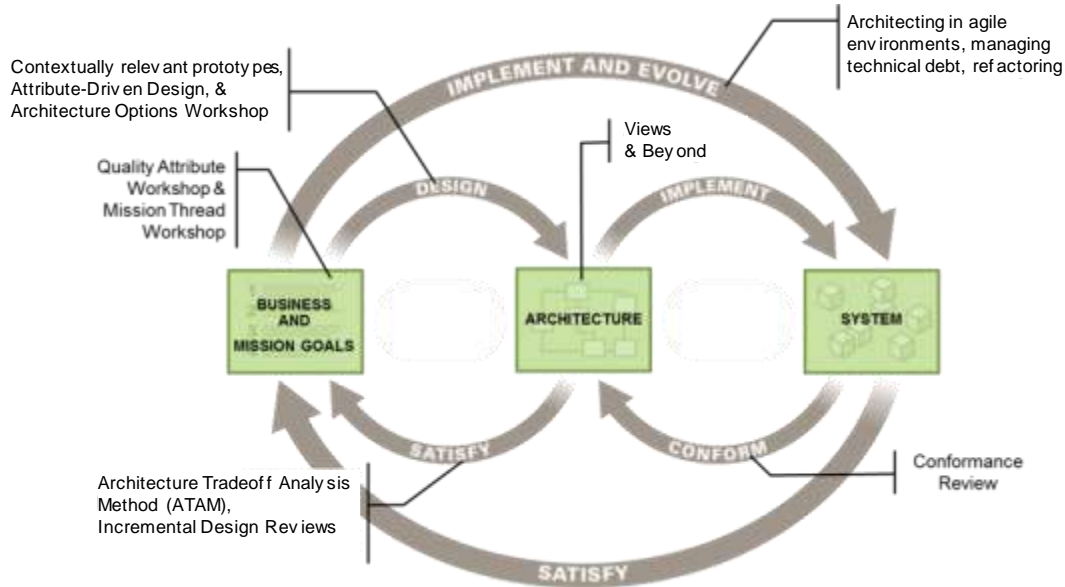 Architecting in agile
environments, managing
technical debt, refactoring
Contextually relevant prototypes,
Attribute-Driven Design, &
Architecture Options Workshop
IMPLEMENT AND EVOLVE
Views
& Beyond
Quality Attribute
Workshop &
Mission Thread
Workshop
DESIGN
IMPLEMENT
BUSINESS
AND
MISSION GOALS
ARCHITECTURE
SYSTEM
SATISFY
CONFORM
Architecture Tradeoff Analysis
Method (ATAM),
Incremental Design Reviews
Conformance
Review
SATISFY